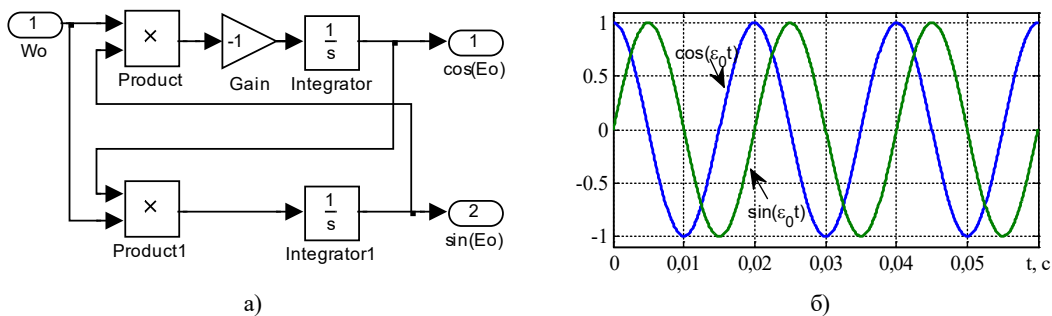 1
Wo
×
Product
-1
Gain
1
s
Integrator
1
cos(Eo)
×
Product1
1
s
Integrator1
2
sin(Eo)
а)
1
0.5
0
-0.5
-1
cos(ε₀t)
sin(ε₀t)
0 0,01 0,02 0,03 0,04 0,05 t, с
б)